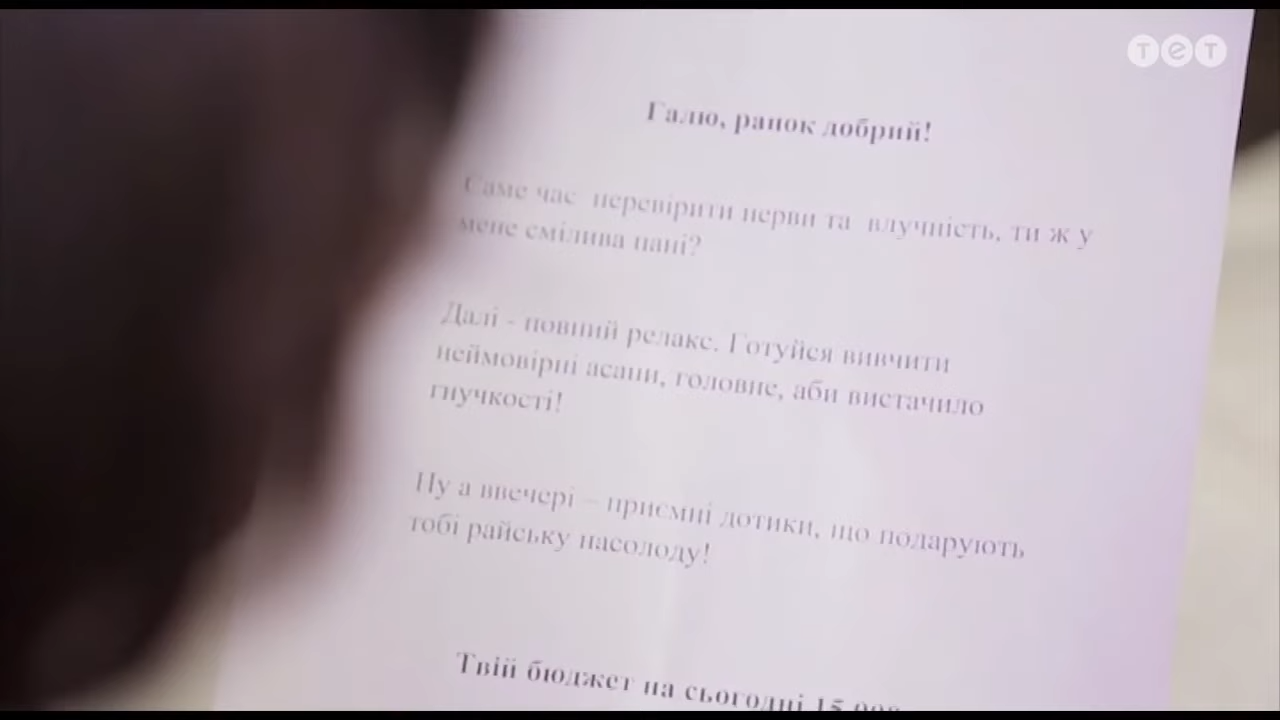 тет
Галю, ранок добрий!
Саме час перевірити нерви та влучність, ти ж у
мене смілива пані?
Далі - повний релакс. Готуйся вивчити
неймовірні асани, головне, аби вистачило
гнучкості!
Ну а ввечері – приємні дотики, що подарують
тобі райську насолоду!
Твій бюджет на сьогодні